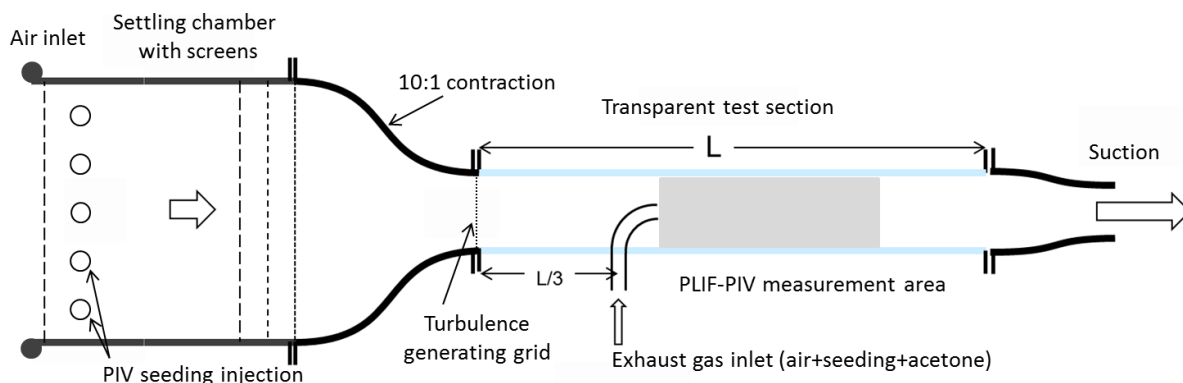 Air inlet
Settling chamber
with screens
10:1 contraction
Transparent test section
L
Suction
L/3
PLIF-PIV measurement area
Turbulence
generating grid
Exhaust gas inlet (air+seeding+acetone)
PIV seeding injection